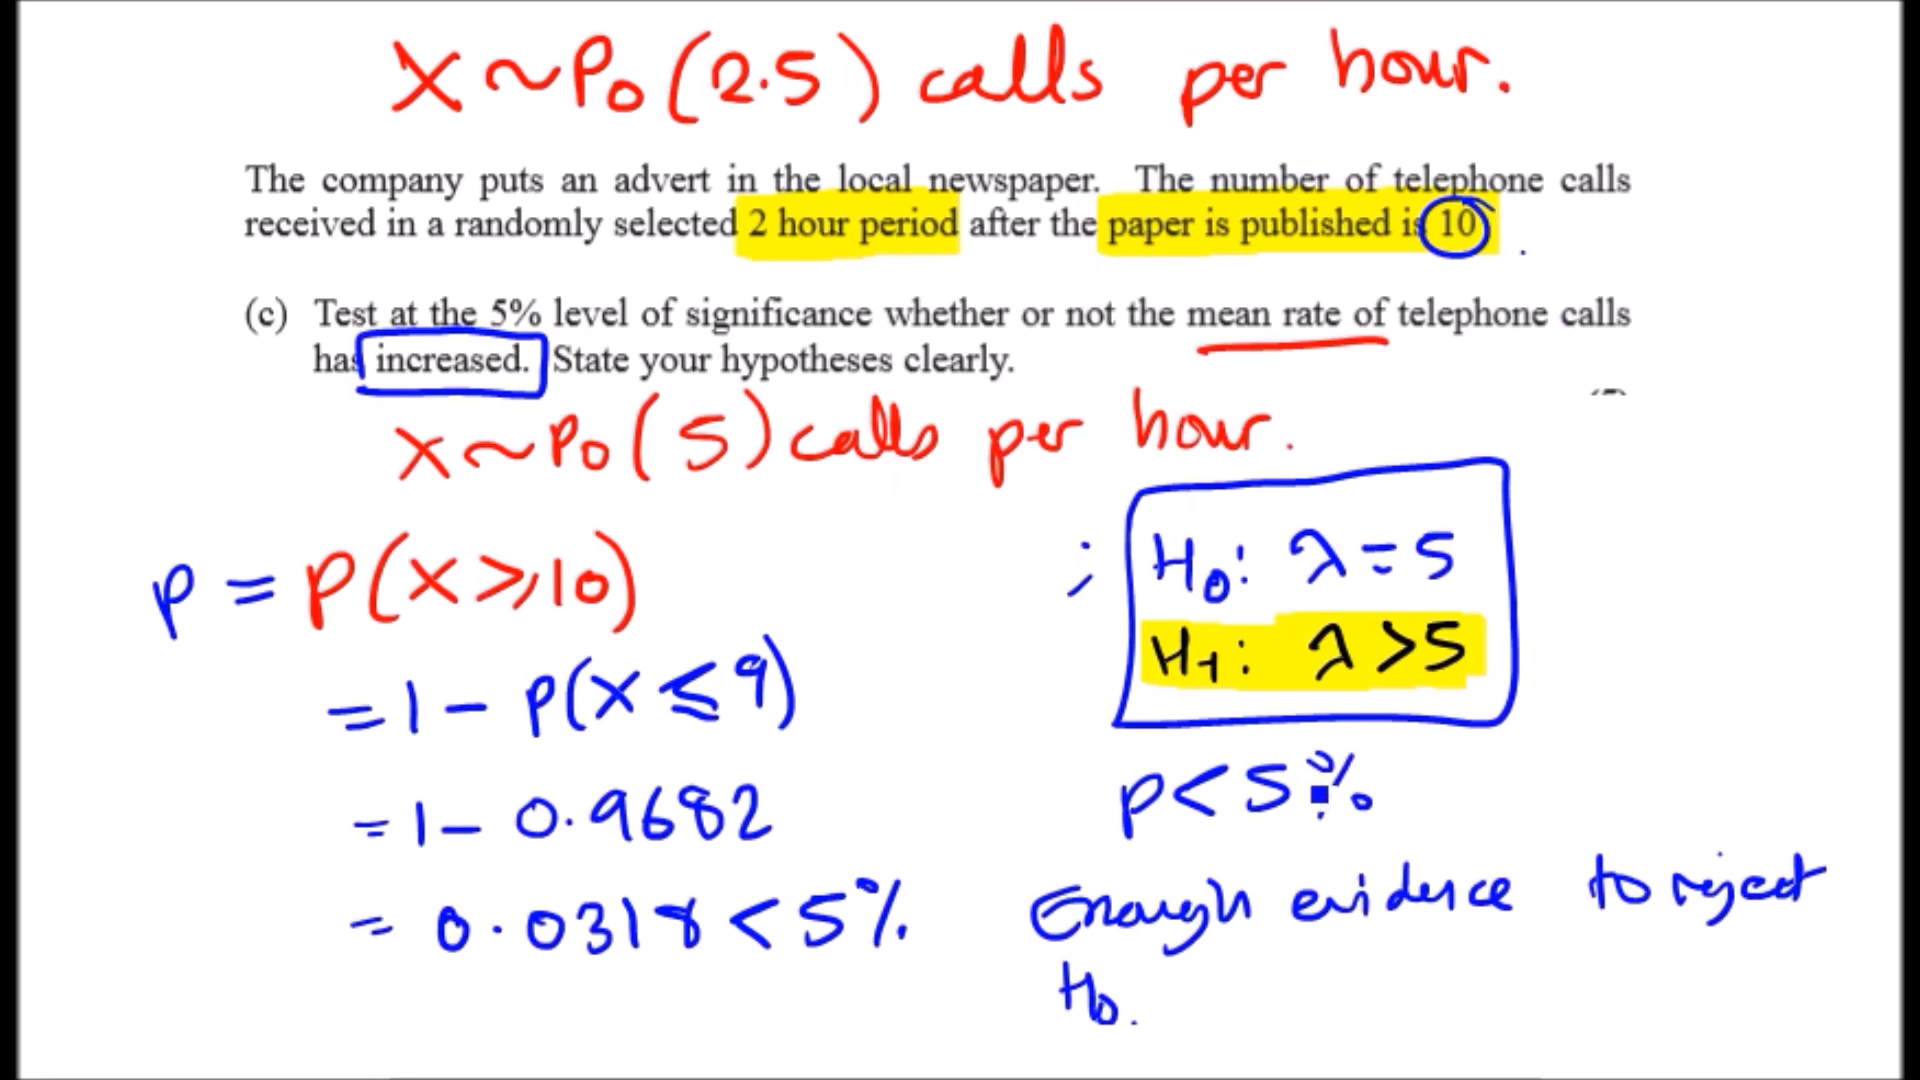 X~Po(2.5) calls per hour.
The company puts an advert in the local newspaper. The number of telephone calls
received in a randomly selected 2 hour period after the paper is published is 10
(c) Test at the 5% level of significance whether or not the mean rate of telephone calls
has increased. State your hypotheses clearly.
X~Po(5) calls per hour.
H₀: λ=5
H₁: λ>5
p = P(X≥10)
=1- P(X≤9)
=1- 0.9682
= 0.0318<5%
p<5%
Enough evidence to reject
H₀.